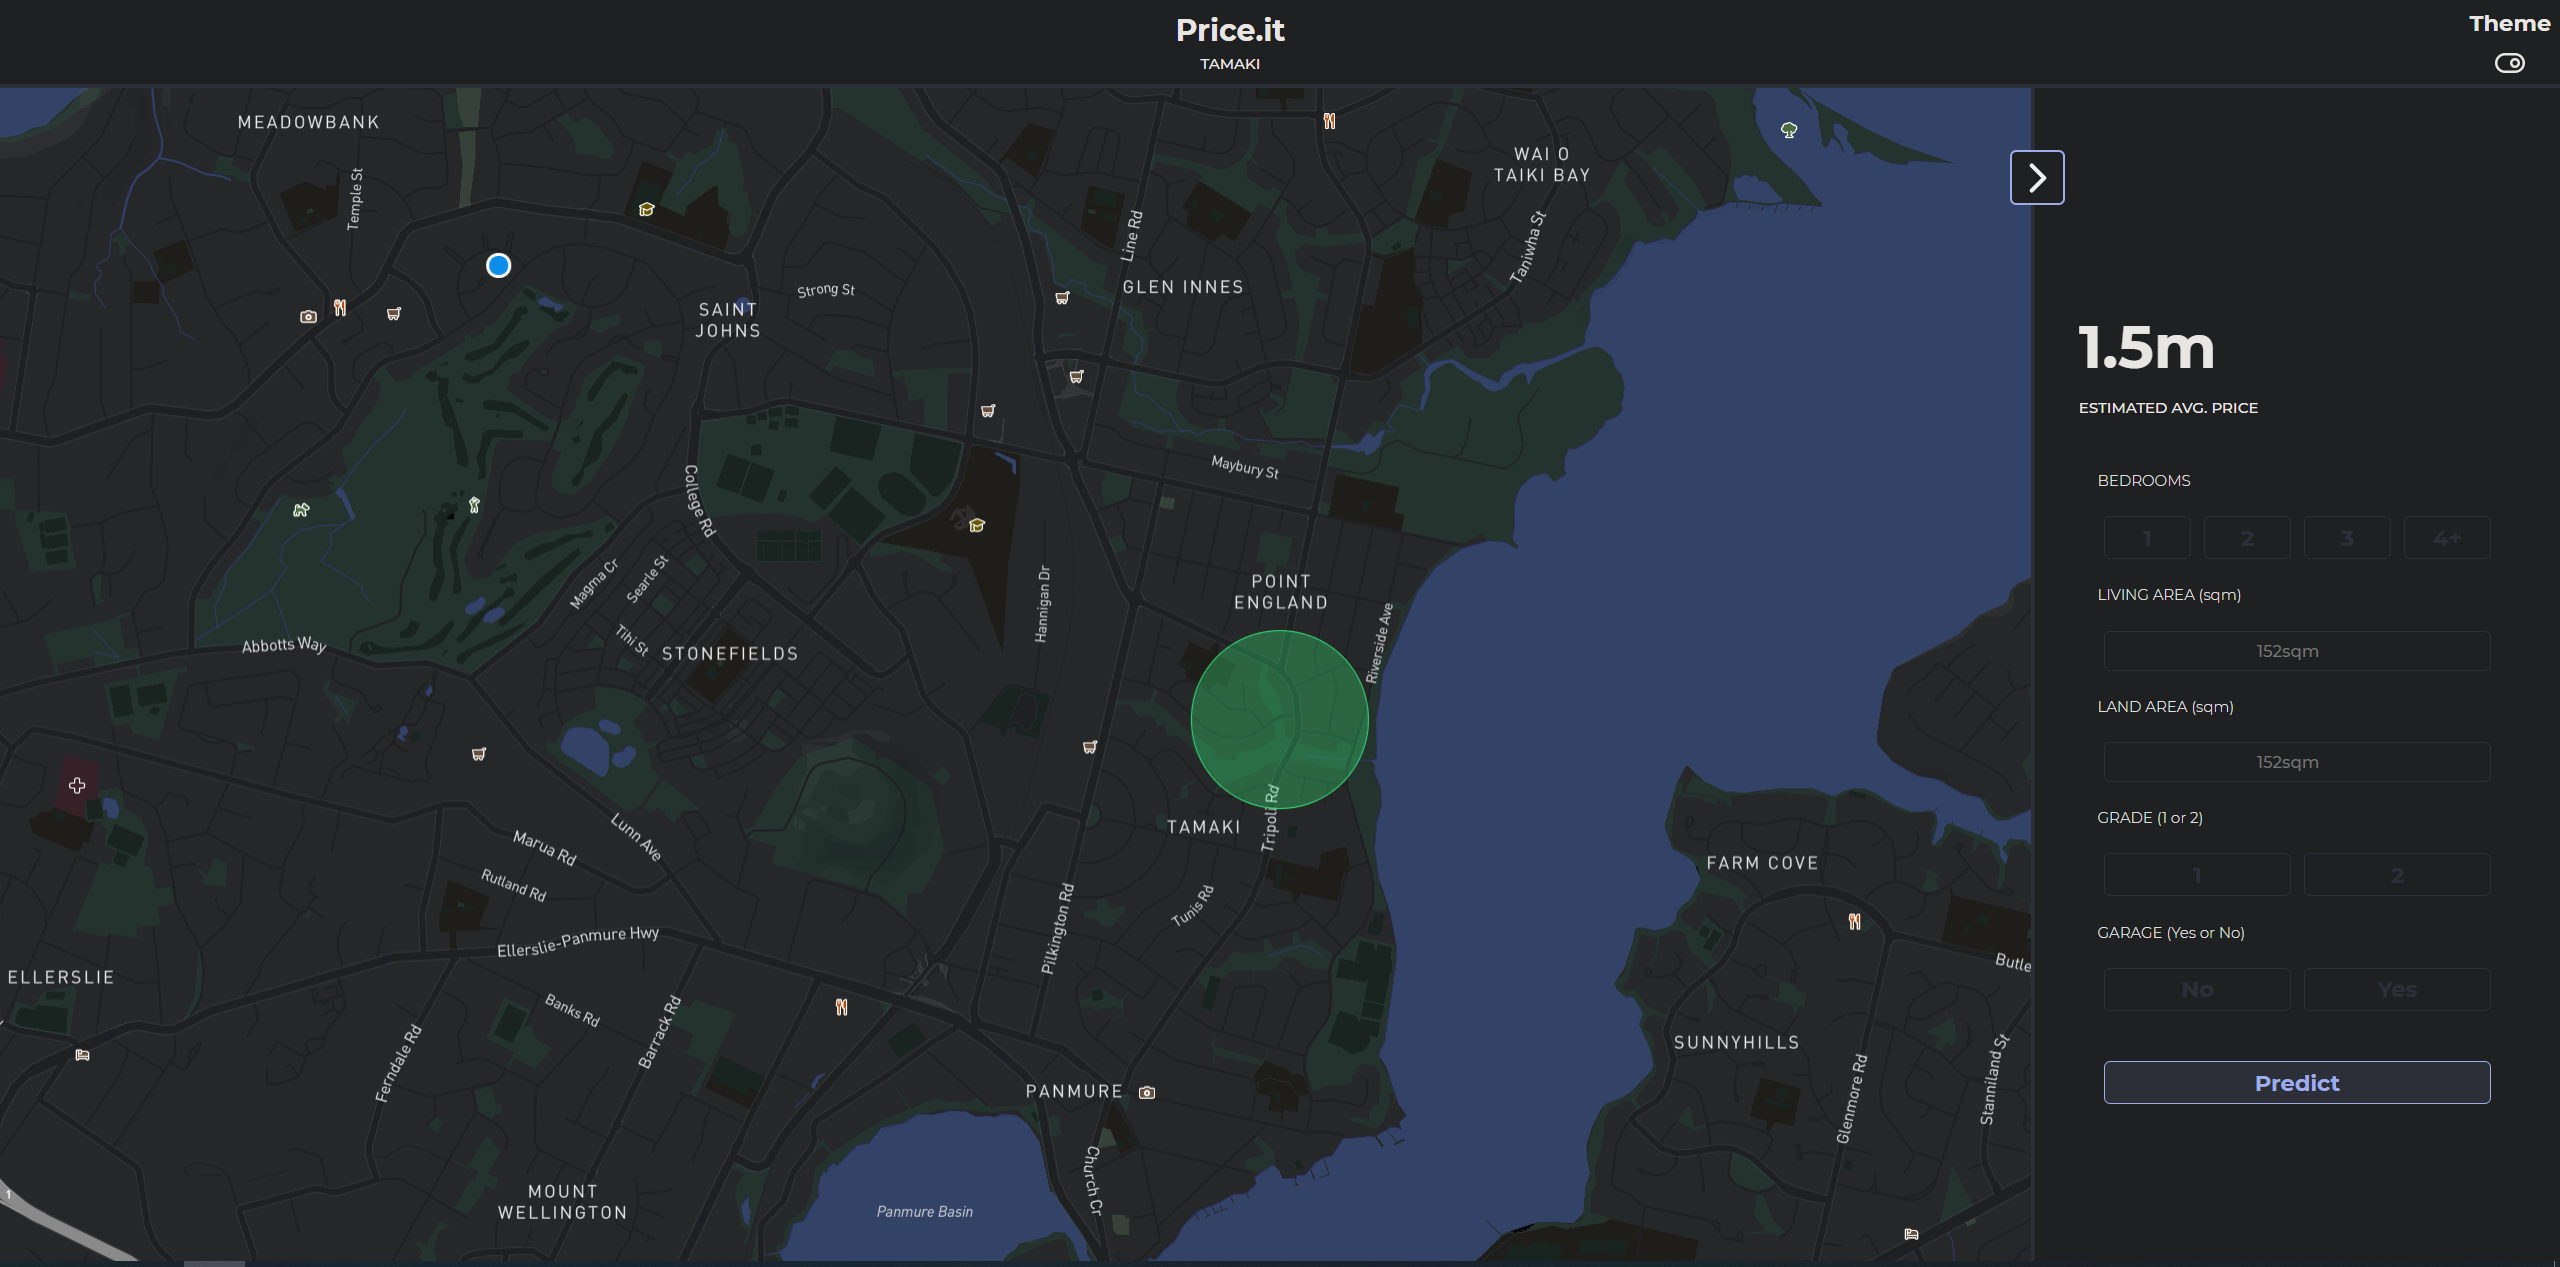 Price.it
TAMAKI
Theme
MEADOWBANK
Temple St
WAI O
TAIKI BAY
Taniwha St
Line Rd
GLEN INNES
Strong St
SAINT
JOHNS
College Rd
Maybury St
Magma Cr
Searle St
Tihi St
Hannigan Dr
POINT
ENGLAND
Riverside Ave
Abbotts Way
STONEFIELDS
Lunn Ave
Marua Rd
Rutland Rd
TAMAKI
Tripoli Rd
Tunis Rd
Pilkington Rd
FARM COVE
Butle
Ellerslie-Panmure Hwy
ELLERSLIE
Banks Rd
Barrack Rd
Ferndale Rd
SUNNYHILLS
Glenmore Rd
Stanniland St
PANMURE
Church Cr
MOUNT
WELLINGTON
Panmure Basin
1
1.5m
ESTIMATED AVG. PRICE
BEDROOMS
1 2 3 4+
LIVING AREA (sqm)
152sqm
LAND AREA (sqm)
152sqm
GRADE (1 or 2)
1 2
GARAGE (Yes or No)
No Yes
Predict